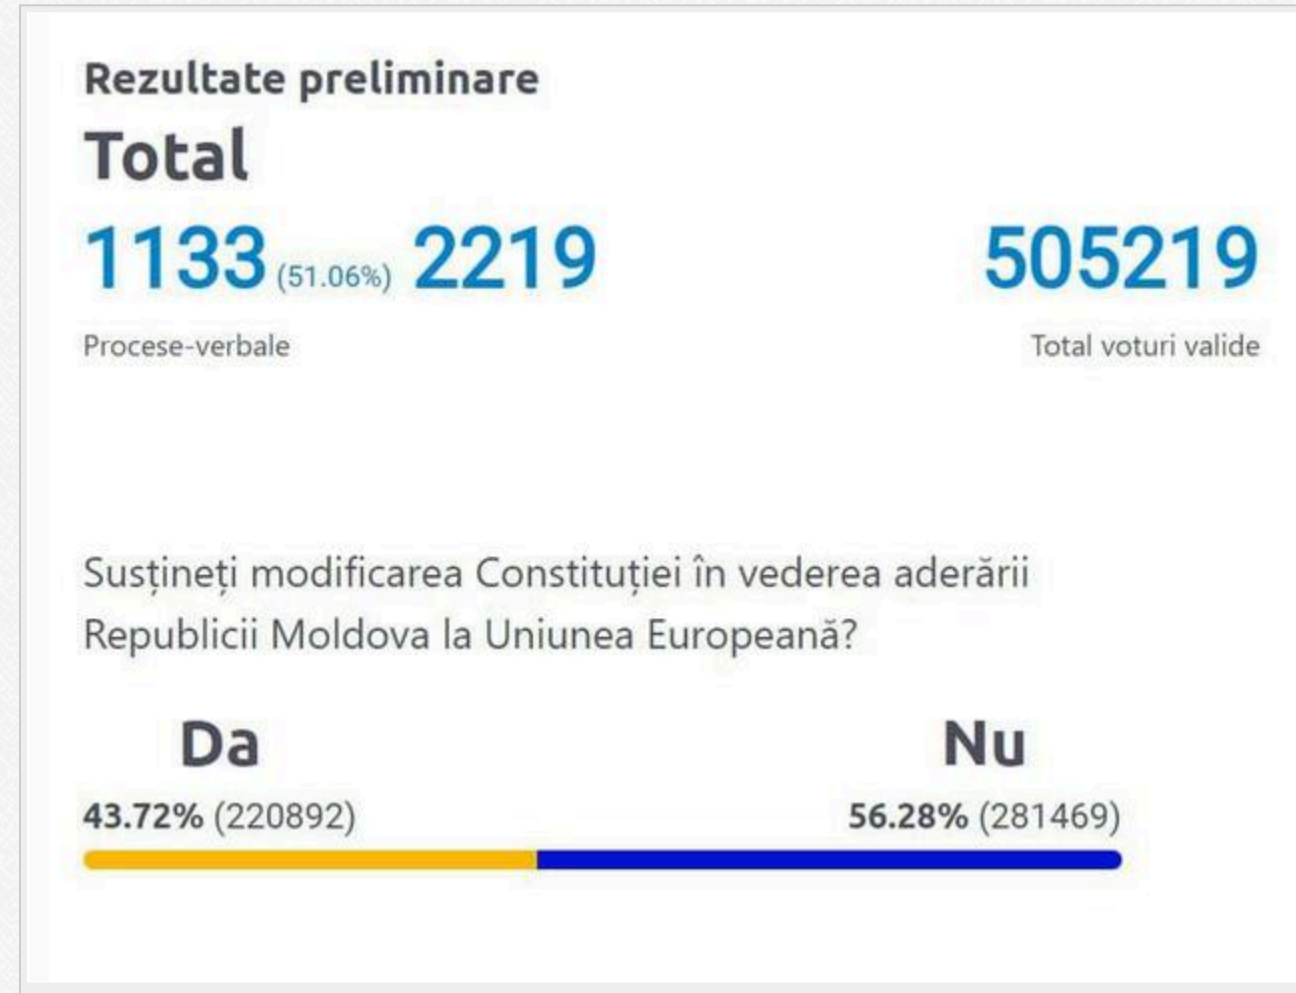 Rezultate preliminare
Total
1133 (51.06%) 2219
505219
Procese-verbale
Total voturi valide
Susțineți modificarea Constituției în vederea aderării
Republicii Moldova la Uniunea Europeană?
Da
Nu
43.72% (220892)
56.28% (281469)